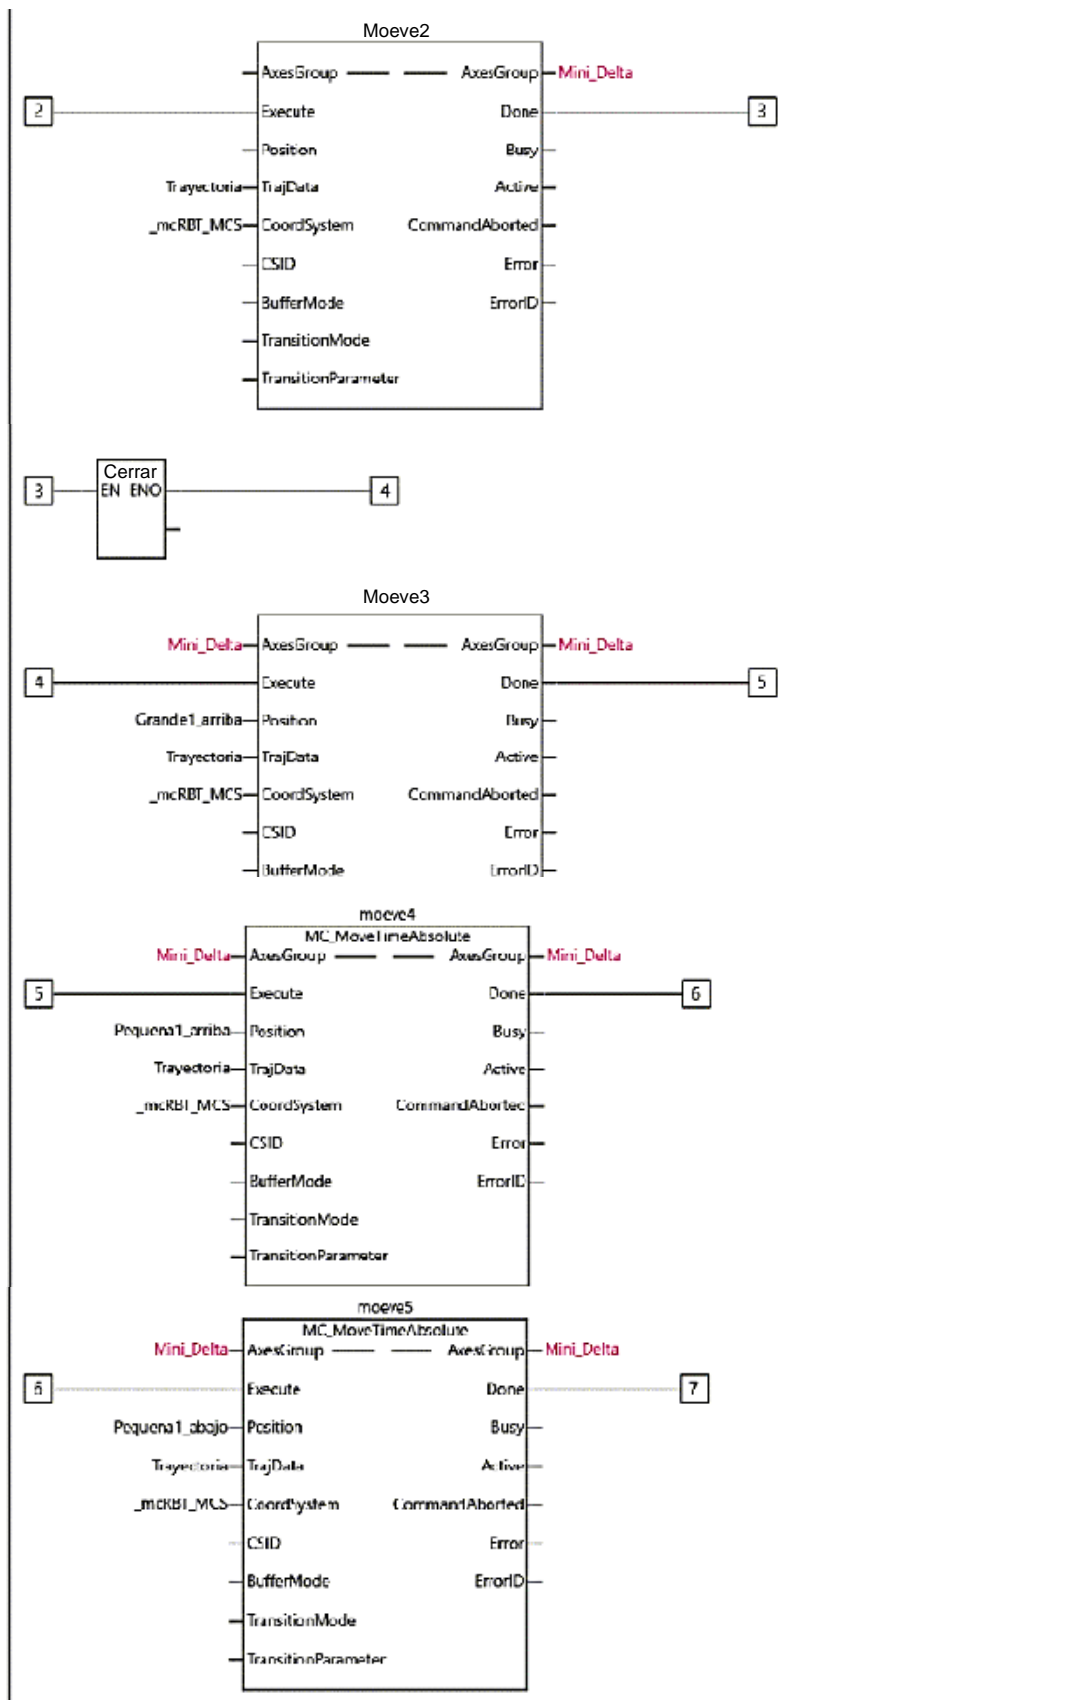 Moeve2
AxesGroup AxesGroup Mini_Delta
2 Execute Done 3
Position Busy
Trayectoria TrajData Active
_mcRBT_MCS CoordSystem CommandAborted
CSID Error
BufferMode ErrorID
TransitionMode
TransitionParameter
Cerrar
3 EN ENO 4
Moeve3
Mini_Delta AxesGroup AxesGroup Mini_Delta
4 Execute Done 5
Grande1_arriba Position Busy
Trayectoria TrajData Active
_mcRBT_MCS CoordSystem CommandAborted
CSID Error
BufferMode ErrorID
moeve4
MC_MoveTimeAbsolute
Mini_Delta AxesGroup AxesGroup Mini_Delta
5 Execute Done 6
Pequena1_arriba Position Busy
Trayectoria TrajData Active
_mcRBT_MCS CoordSystem CommandAborted
CSID Error
BufferMode ErrorID
TransitionMode
TransitionParameter
moeve5
MC_MoveTimeAbsolute
Mini_Delta AxesGroup AxesGroup Mini_Delta
6 Execute Done 7
Pequena1_abajo Position Busy
Trayectoria TrajData Active
_mcRBT_MCS CoordSystem CommandAborted
CSID Error
BufferMode ErrorID
TransitionMode
TransitionParameter